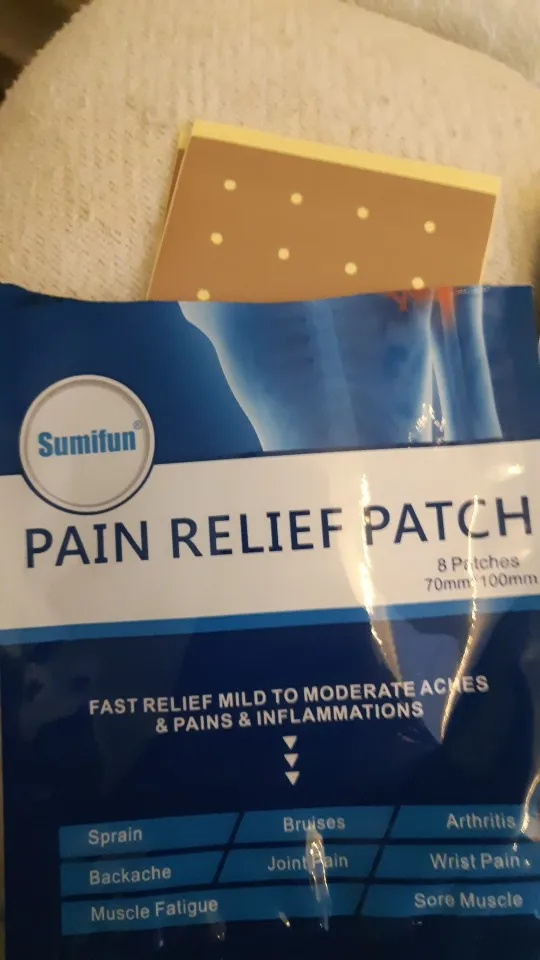 Sumifun®
PAIN RELIEF PATCH
8 Patches
70mm*100mm
FAST RELIEF MILD TO MODERATE ACHES
& PAINS & INFLAMMATIONS
Sprain Bruises Arthritis
Backache Joint Pain Wrist Pain
Muscle Fatigue Sore Muscle